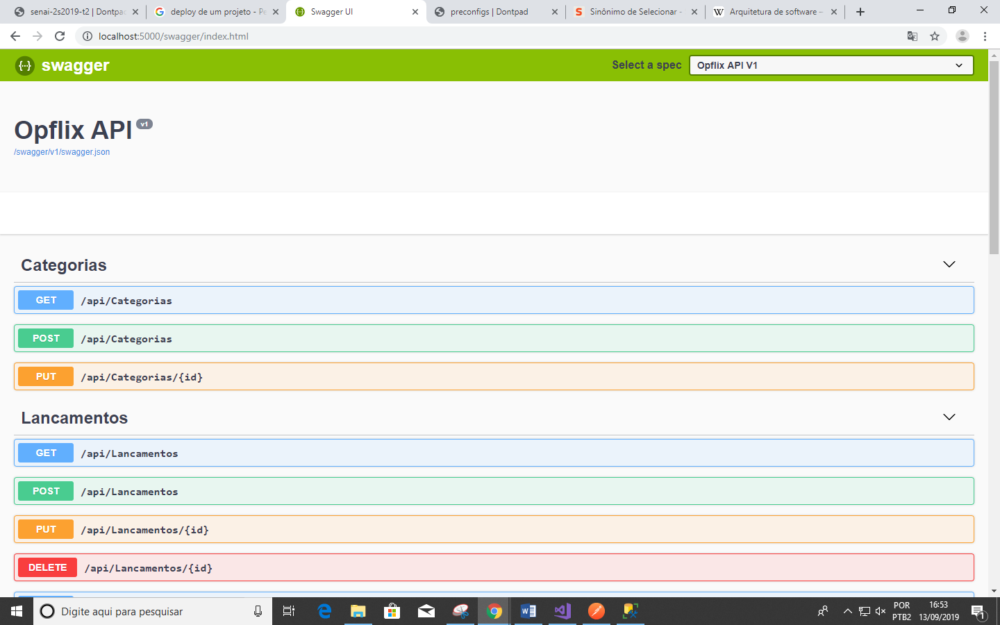 senai-2s2019-t2 | Dontpad
deploy de um projeto - Pe
Swagger UI
preconfigs | Dontpad
Sinônimo de Selecionar -
Arquitetura de software –
localhost:5000/swagger/index.html
swagger
Select a spec
Opflix API V1
Opflix API v1
/swagger/v1/swagger.json
Categorias
GET /api/Categorias
POST /api/Categorias
PUT /api/Categorias/{id}
Lancamentos
GET /api/Lancamentos
POST /api/Lancamentos
PUT /api/Lancamentos/{id}
DELETE /api/Lancamentos/{id}
Digite aqui para pesquisar
POR
PTB2
16:53
13/09/2019
1